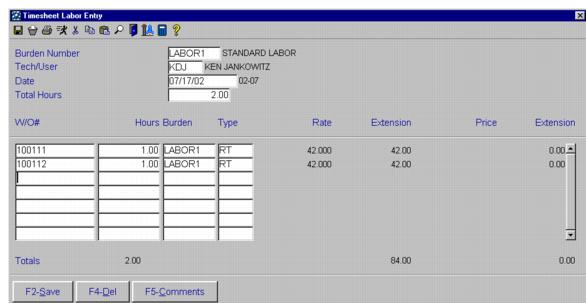 Timesheet Labor Entry
Burden Number LABOR1 STANDARD LABOR
Tech/User KDJ KEN JANKOWITZ
Date 07/17/02 02-07
Total Hours 2.00
W/O# Hours Burden Type Rate Extension Price Extension
100111 1.00 LABOR1 RT 42.000 42.00 0.00
100112 1.00 LABOR1 RT 42.000 42.00 0.00
Totals 2.00 84.00 0.00
F2-Save F4-Del F5-Comments